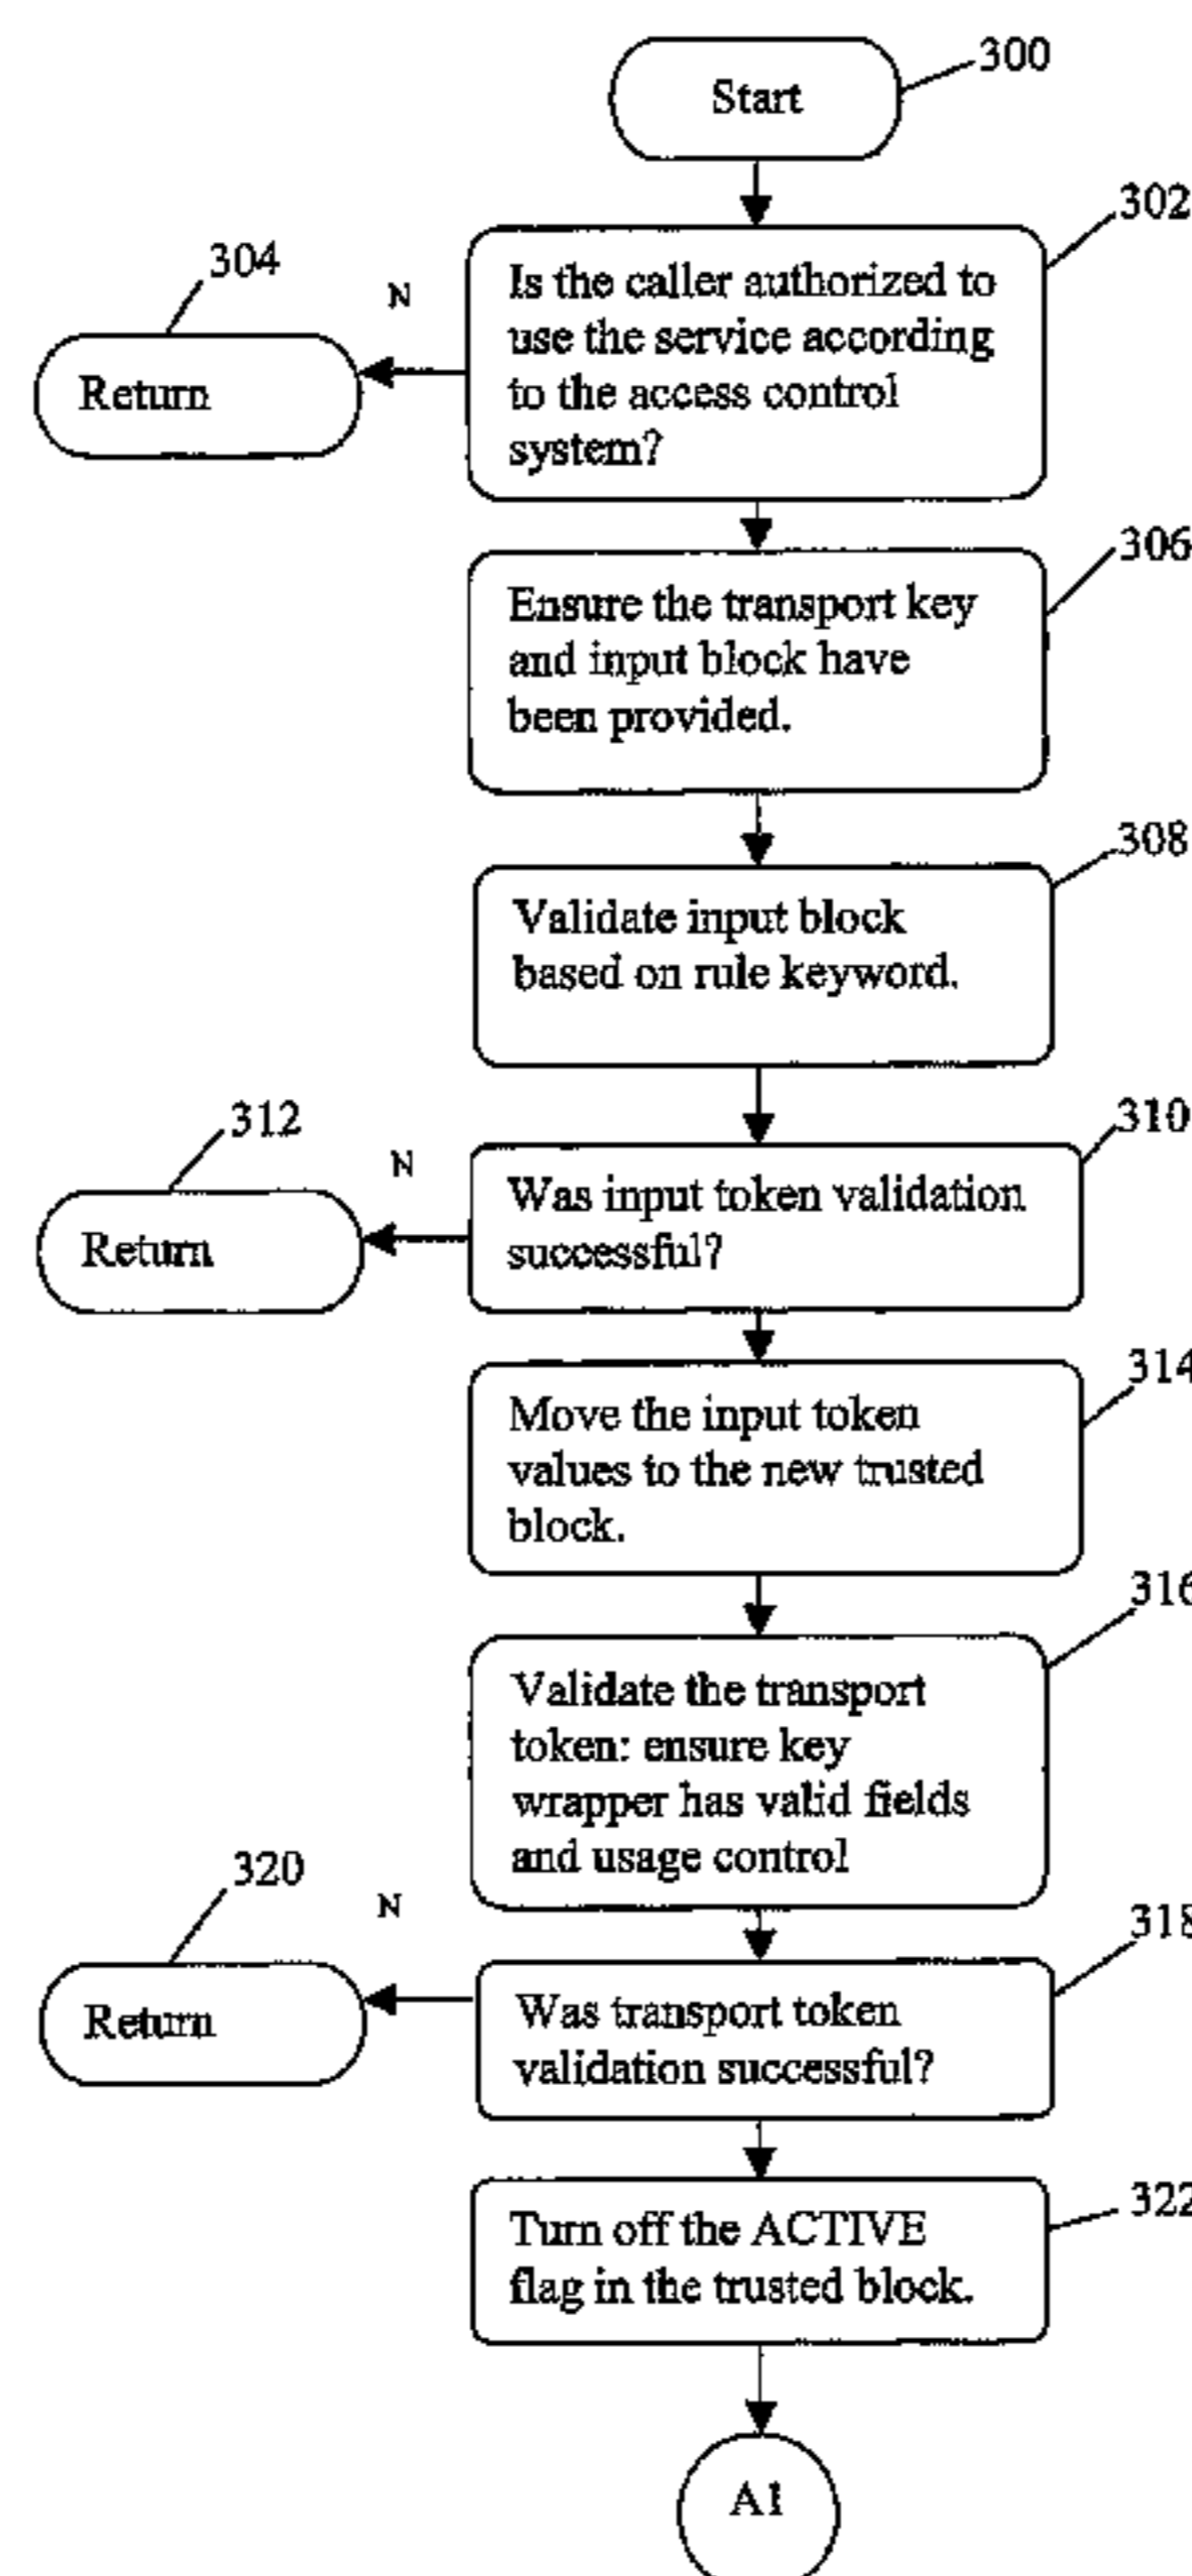 Start
300
302
Is the caller authorized to
use the service according
to the access control
system?
N
304
Return
306
Ensure the transport key
and input block have
been provided.
308
Validate input block
based on rule keyword.
310
Was input token validation
successful?
N
312
Return
314
Move the input token
values to the new trusted
block.
316
Validate the transport
token: ensure key
wrapper has valid fields
and usage control
318
Was transport token
validation successful?
N
320
Return
322
Turn off the ACTIVE
flag in the trusted block.
A1